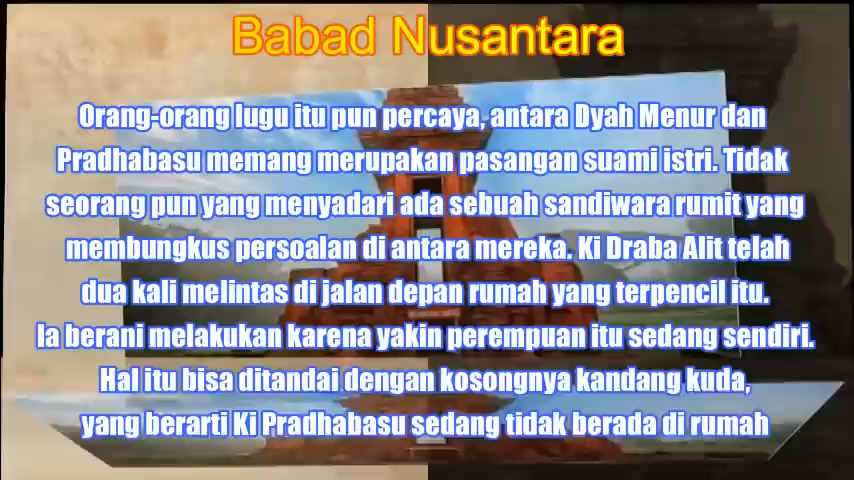 Babad Nusantara
Orang-orang lugu itu pun percaya, antara Dyah Menur dan
Pradhabasu memang merupakan pasangan suami istri. Tidak
seorang pun yang menyadari ada sebuah sandiwara rumit yang
membungkus persoalan di antara mereka. Ki Draba Alit telah
dua kali melintas di jalan depan rumah yang terpencil itu.
Ia berani melakukan karena yakin perempuan itu sedang sendiri.
Hal itu bisa ditandai dengan kosongnya kandang kuda,
yang berarti Ki Pradhabasu sedang tidak berada di rumah